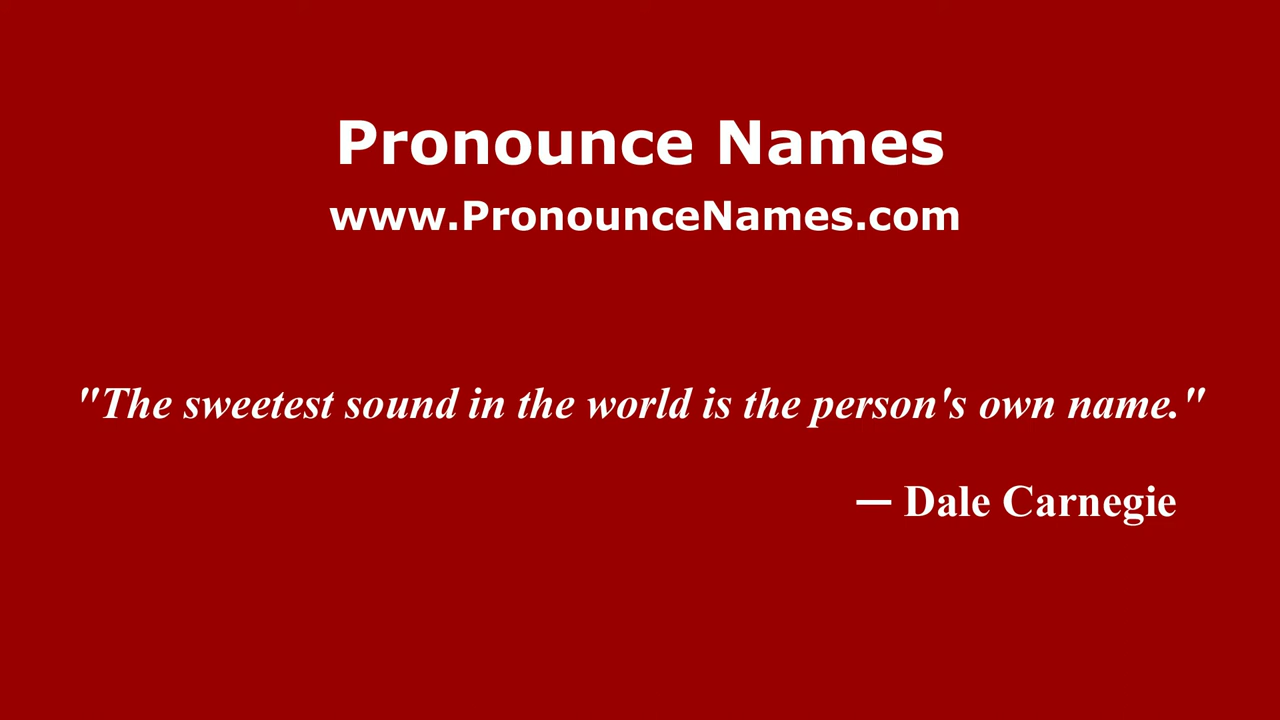 Pronounce Names
www.PronounceNames.com
"The sweetest sound in the world is the person's own name."
— Dale Carnegie